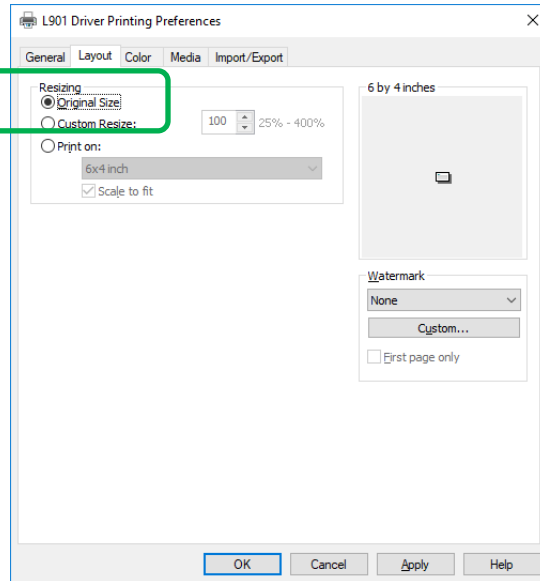 L901 Driver Printing Preferences
General Layout Color Media Import/Export
Resizing
Original Size
Custom Resize: 100 25% - 400%
Print on:
6x4 inch
Scale to fit
6 by 4 inches
Watermark
None
Custom...
First page only
OK Cancel Apply Help